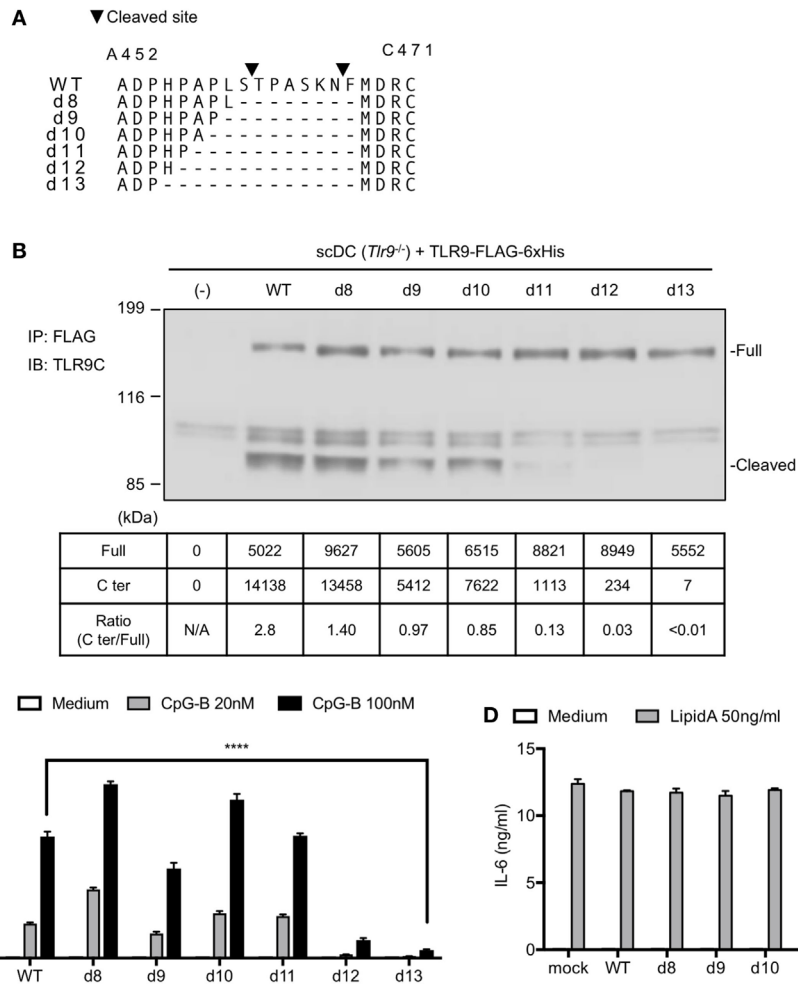 A
▼Cleaved site
A452 C471
WT ADPHPAPLSTPASKNFMDRC
d8 ADPHPAPL--------MDRC
d9 ADPHPAP---------MDRC
d10 ADPHPA----------MDRC
d11 ADPHP-----------MDRC
d12 ADPH------------MDRC
d13 ADP-------------MDRC
B
scDC (Tlr9-/-) + TLR9-FLAG-6xHis
(-) WT d8 d9 d10 d11 d12 d13
199
IP: FLAG
IB: TLR9C
-Full
116
-Cleaved
85
(kDa)
Full 0 5022 9627 5605 6515 8821 8949 5552
C ter 0 14138 13458 5412 7622 1113 234 7
Ratio
(C ter/Full) N/A 2.8 1.40 0.97 0.85 0.13 0.03 <0.01
Medium CpG-B 20nM CpG-B 100nM
****
WT d8 d9 d10 d11 d12 d13
D Medium LipidA 50ng/ml
IL-6 (ng/ml)
15
10
5
0
mock WT d8 d9 d10